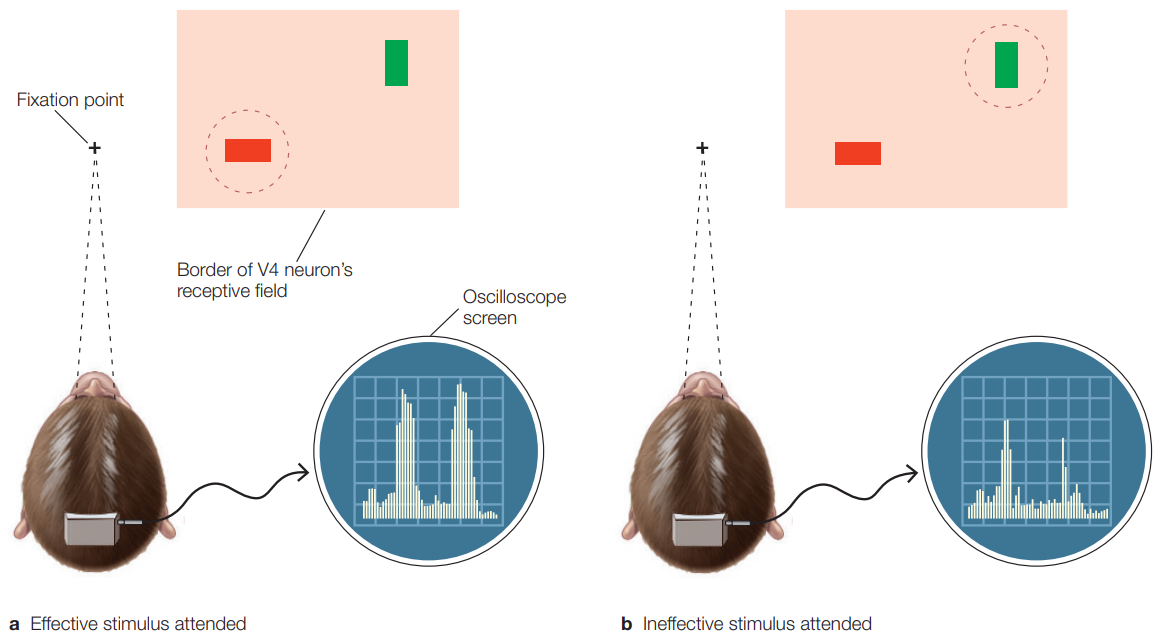 Fixation point
+
+
Border of V4 neuron's
receptive field
Oscilloscope
screen
a Effective stimulus attended
b Ineffective stimulus attended